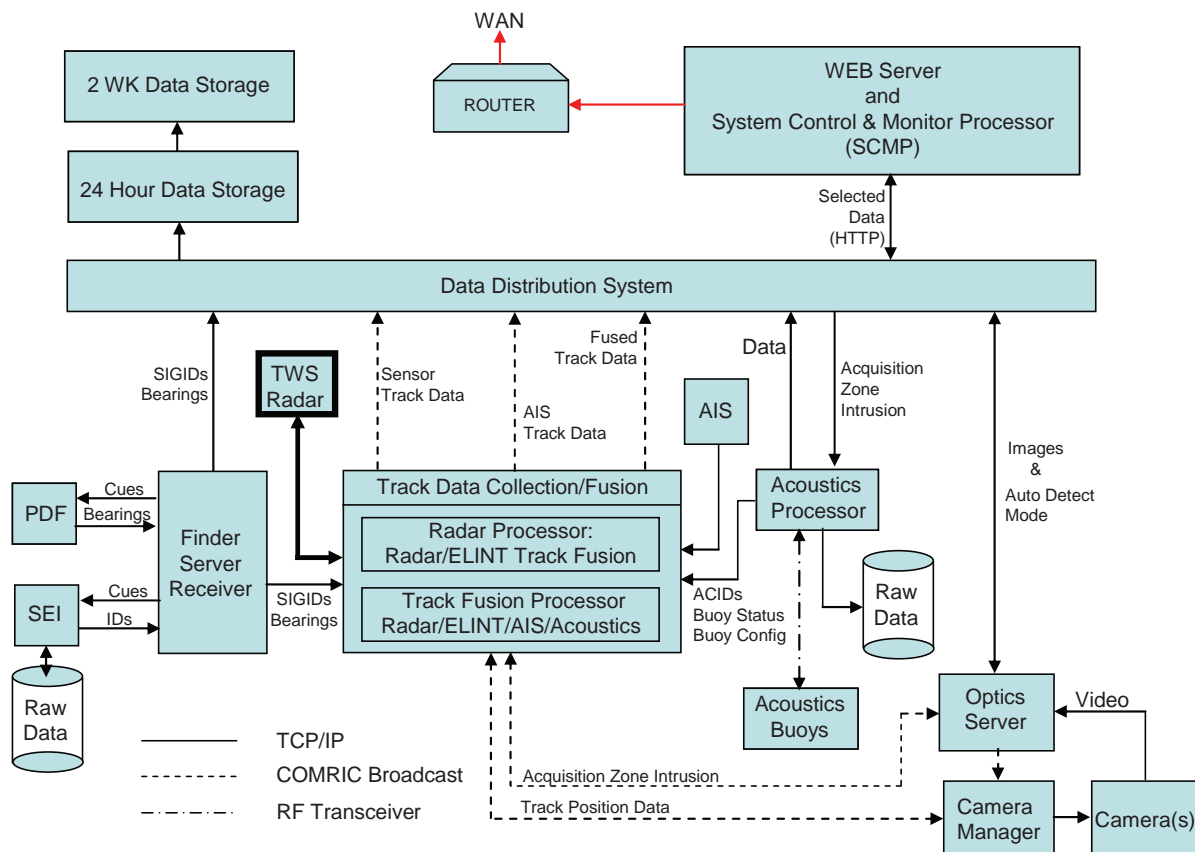 WAN
2 WK Data Storage
ROUTER
WEB Server
and
System Control & Monitor Processor
(SCMP)
24 Hour Data Storage
Selected
Data
(HTTP)
Data Distribution System
SIGIDs
Bearings
TWS
Radar
Sensor
Track Data
AIS
Track Data
Fused
Track Data
AIS
Data
Acquisition
Zone
Intrusion
Images
&
Auto Detect
Mode
PDF
Cues
Bearings
Finder
Server
Receiver
SEI
Cues
IDs
Raw
Data
SIGIDs
Bearings
Track Data Collection/Fusion
Radar Processor:
Radar/ELINT Track Fusion
Track Fusion Processor
Radar/ELINT/AIS/Acoustics
Acoustics
Processor
ACIDs
Buoy Status
Buoy Config
Raw
Data
Acoustics
Buoys
Optics
Server
Video
TCP/IP
COMRIC Broadcast
RF Transceiver
Acquisition Zone Intrusion
Track Position Data
Camera
Manager
Camera(s)